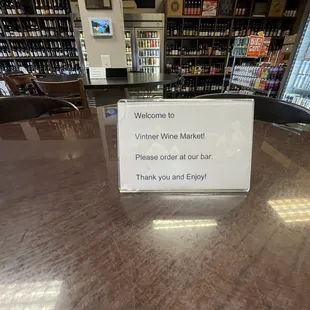 Welcome to
Vintner Wine Market!
Please order at our bar.
Thank you and Enjoy!